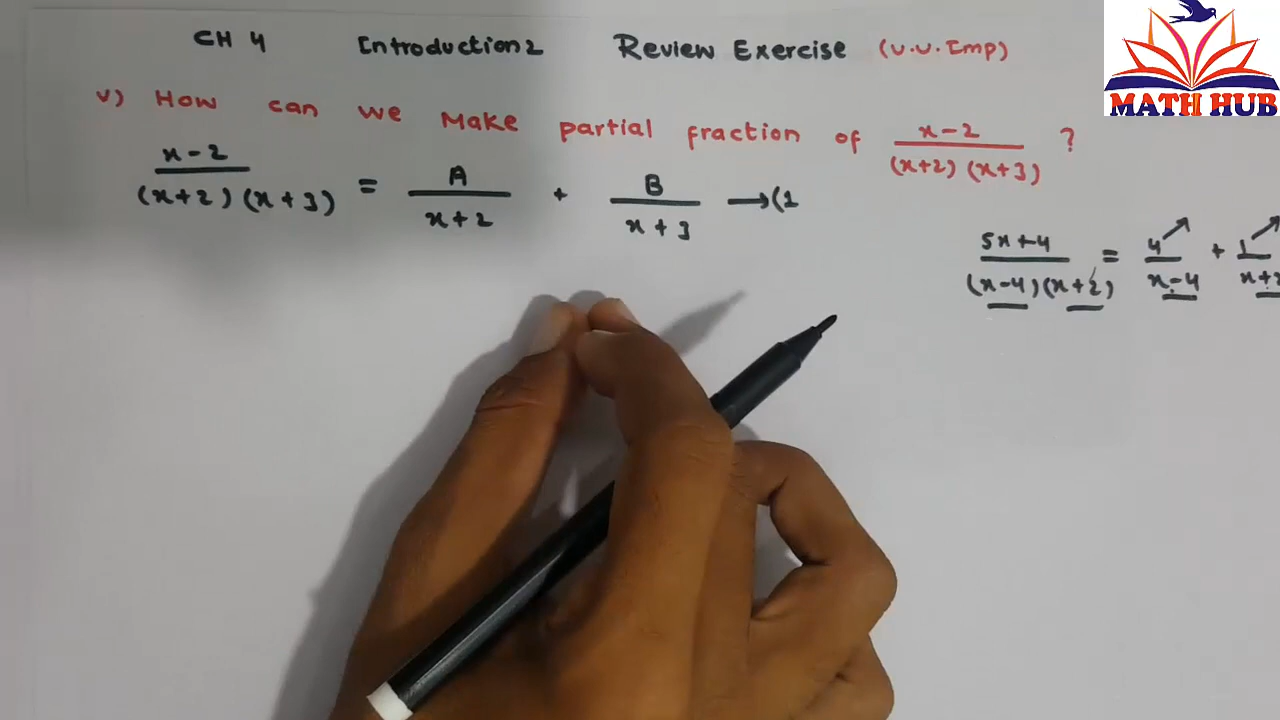 CH 4 Introduction2 Review Exercise (V.V.Imp)
MATH HUB
v) How can we Make partial fraction of x-2 / (x+2)(x+3) ?
x-2 / (x+2)(x+3) = A / x+2 + B / x+3 →(1
5x+4 / (x-4)(x+2) = 4 / x-4 + 1 / x+2